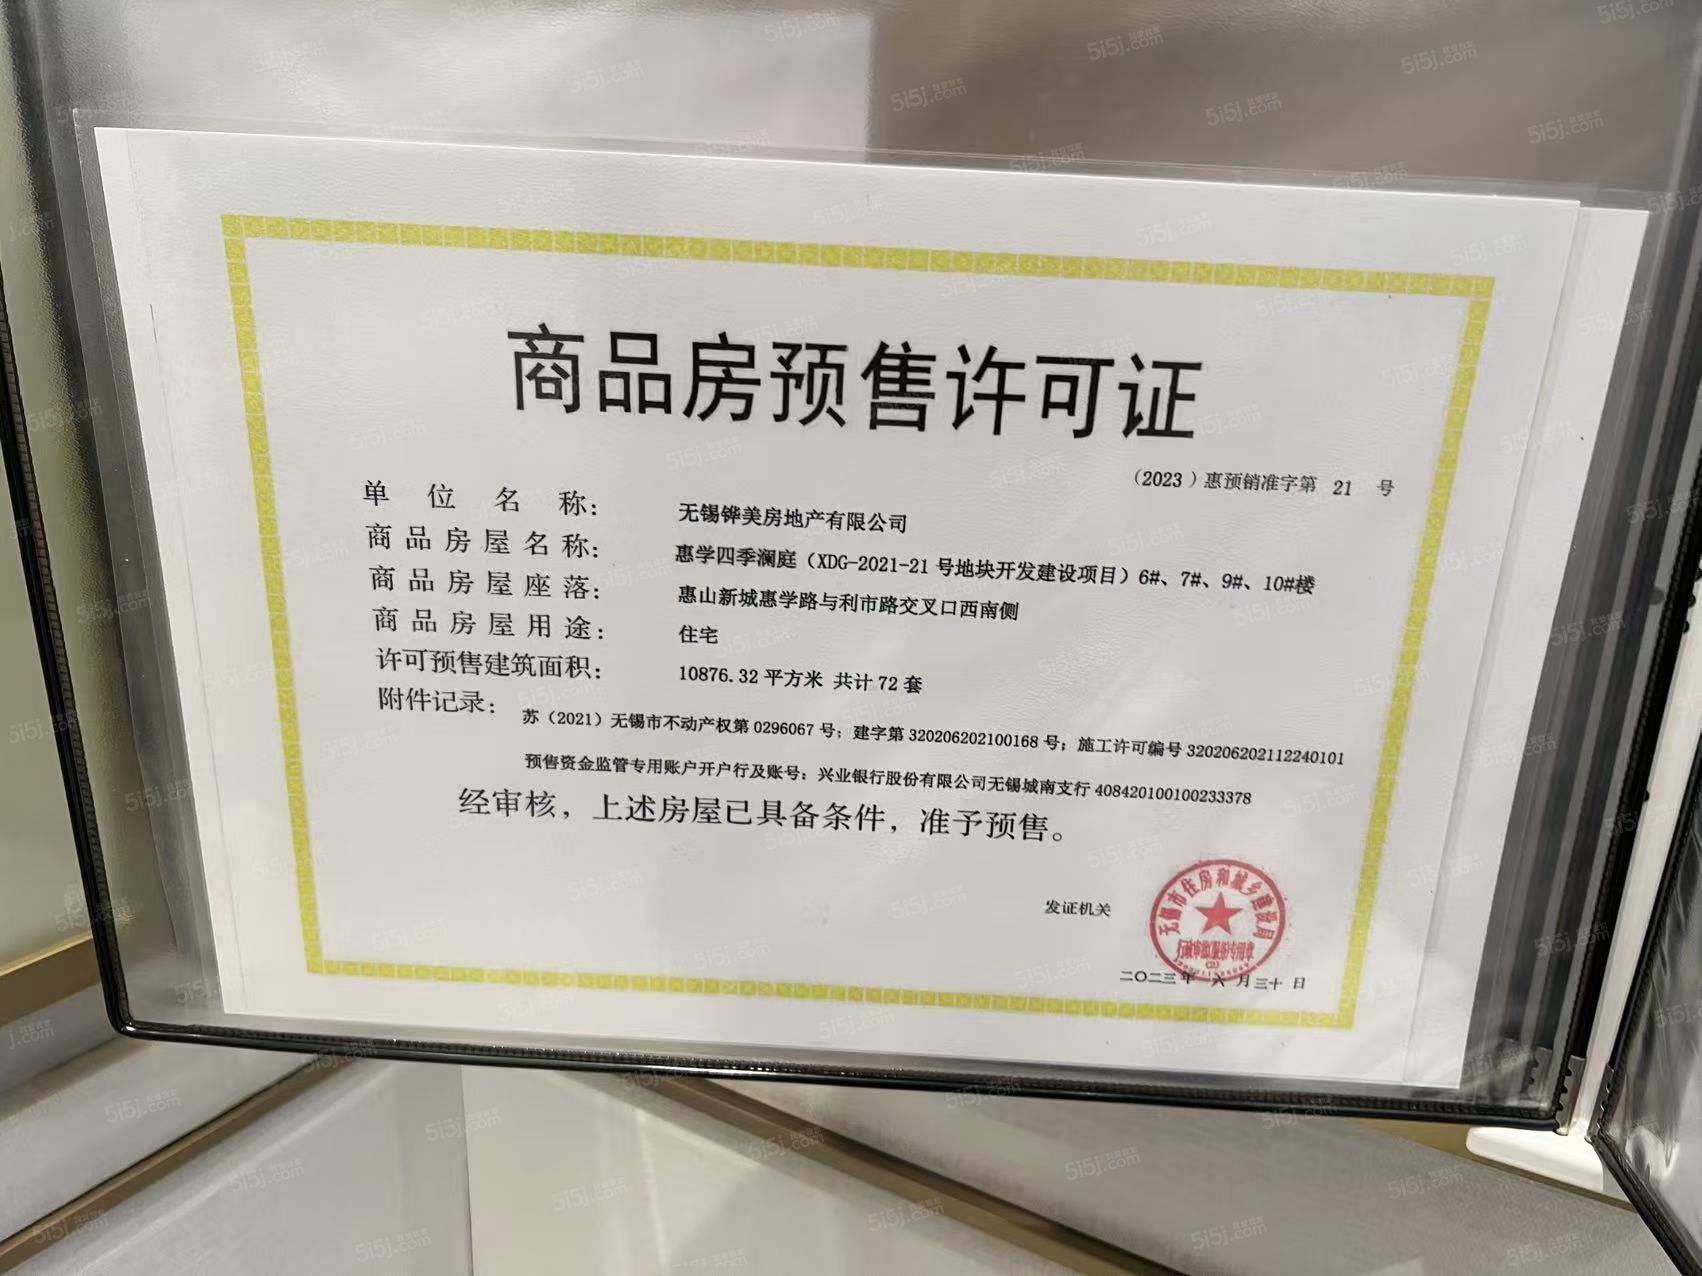 商品房预售许可证
（2023）惠预销准字第 21 号
单位名称： 无锡铧美房地产有限公司
商品房屋名称： 惠学四季澜庭（XDG-2021-21 号地块开发建设项目）6#、7#、9#、10#楼
商品房屋座落： 惠山新城惠学路与利市路交叉口西南侧
商品房屋用途： 住宅
许可预售建筑面积： 10876.32 平方米 共计 72 套
附件记录： 苏（2021）无锡市不动产权第 0296067 号；建字第 320206202100168 号；施工许可编号 320206202112240101
预售资金监管专用账户开户行及账号：兴业银行股份有限公司无锡城南支行 408420100100233378
经审核，上述房屋已具备条件，准予预售。
发证机关
无锡市住房和城乡建设局
二〇二三年 六 月三十 日
5i5j.com